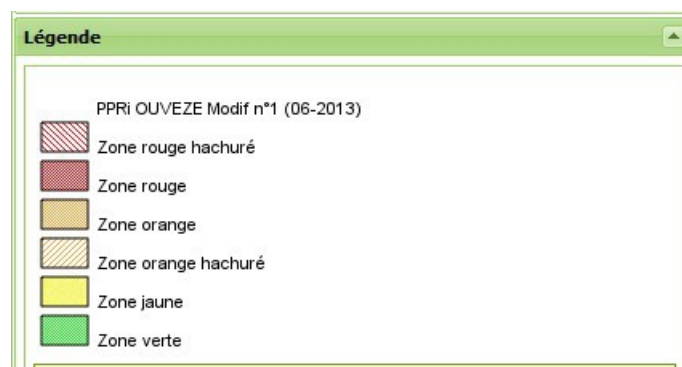 Légende
PPRi OUVEZE Modif n°1 (06-2013)
Zone rouge hachuré
Zone rouge
Zone orange
Zone orange hachuré
Zone jaune
Zone verte